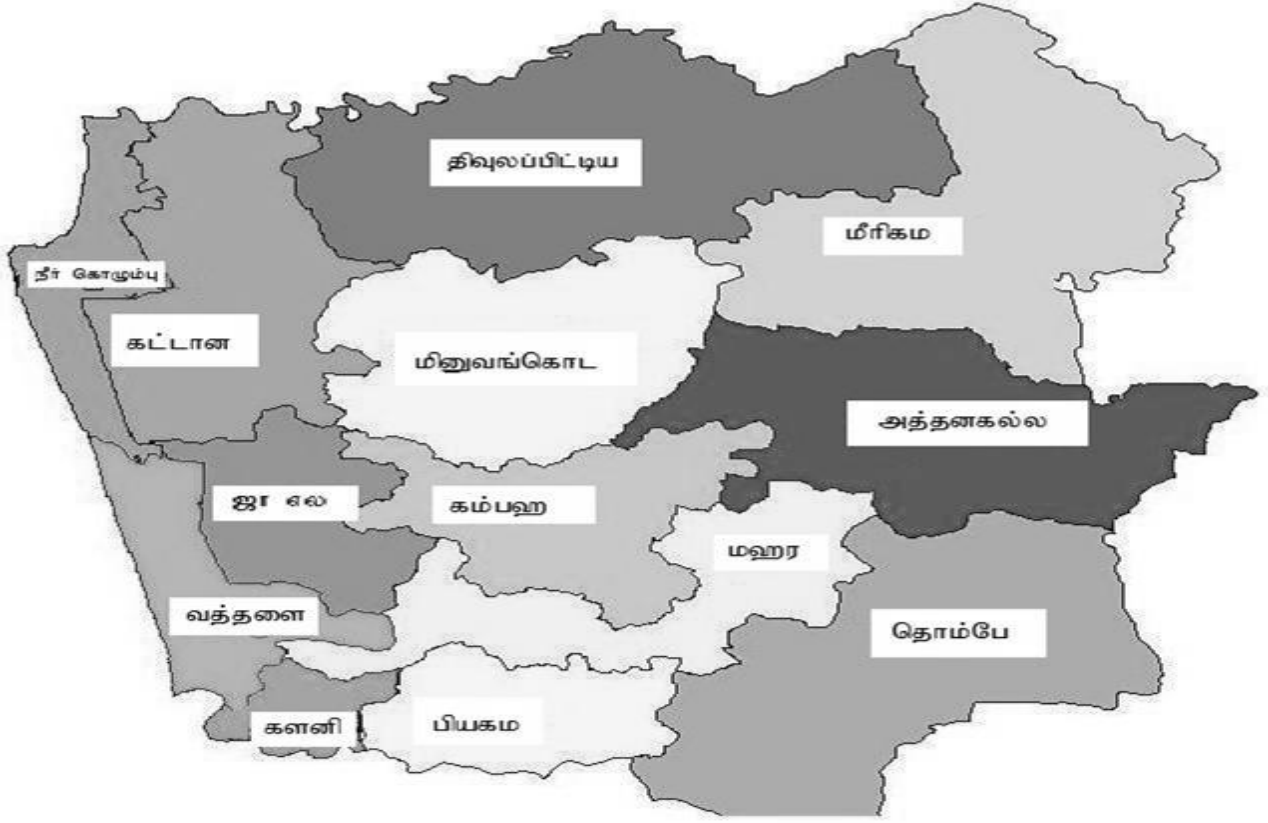 திவுலப்பிட்டிய
மீரிகம
நீர் கொழும்பு
கட்டான
மினுவங்கொட
அத்தனகல்ல
ஜா எல
கம்பஹ
மஹர
வத்தளை
தொம்பே
களனி
பியகம